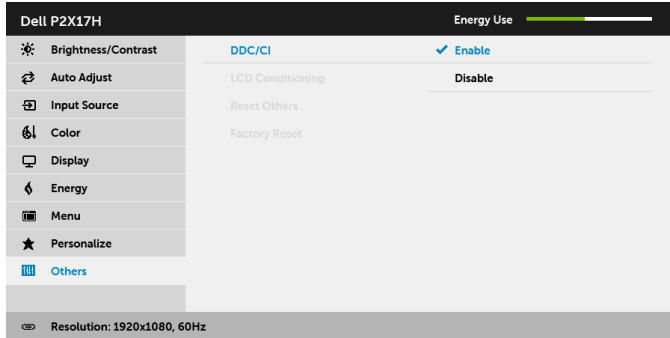 Dell P2X17H Energy Use
Brightness/Contrast DDC/CI Enable
Auto Adjust LCD Conditioning Disable
Input Source Reset Others
Color Factory Reset
Display
Energy
Menu
Personalize
Others
Resolution: 1920x1080, 60Hz